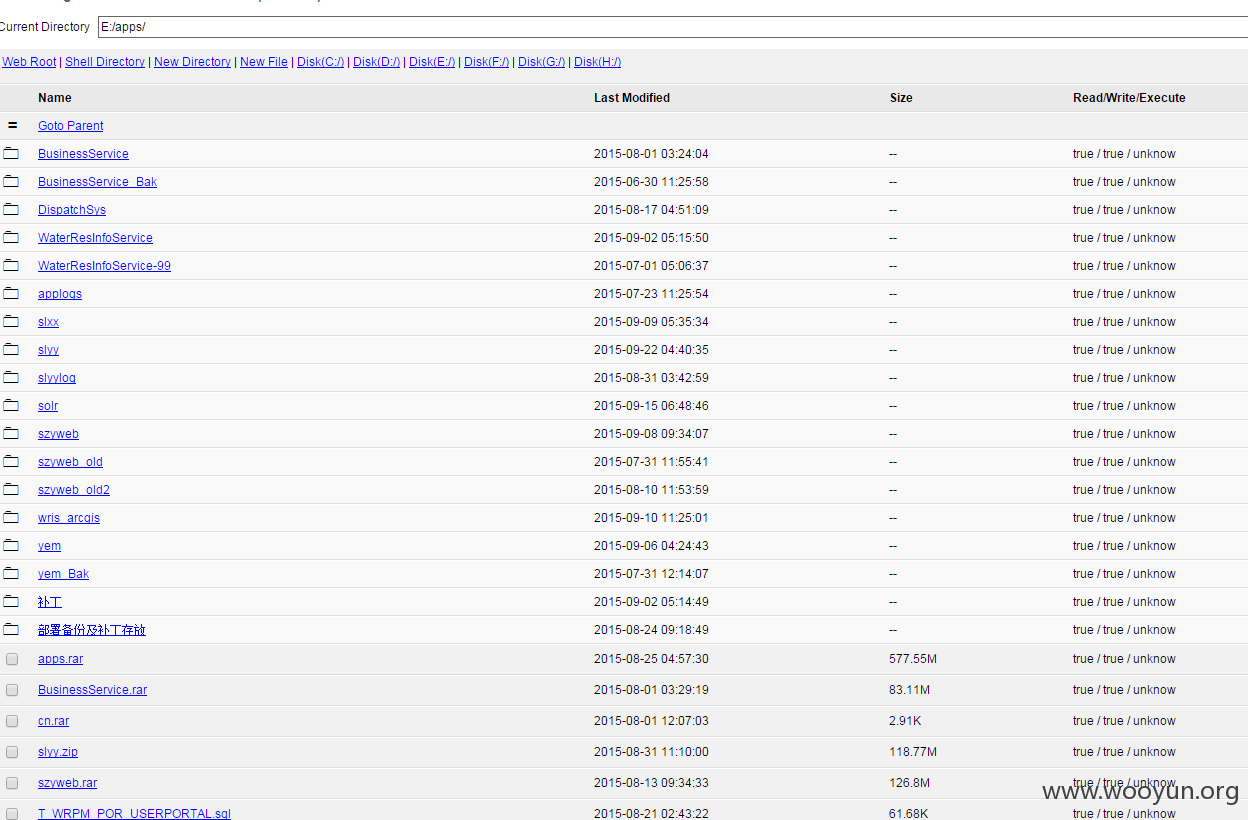 Current Directory E:/apps/
Web Root | Shell Directory | New Directory | New File | Disk(C:/) | Disk(D:/) | Disk(E:/) | Disk(F:/) | Disk(G:/) | Disk(H:/)
Name Last Modified Size Read/Write/Execute
= Goto Parent
BusinessService 2015-08-01 03:24:04 -- true / true / unknow
BusinessService_Bak 2015-06-30 11:25:58 -- true / true / unknow
DispatchSys 2015-08-17 04:51:09 -- true / true / unknow
WaterResInfoService 2015-09-02 05:15:50 -- true / true / unknow
WaterResInfoService-99 2015-07-01 05:06:37 -- true / true / unknow
applogs 2015-07-23 11:25:54 -- true / true / unknow
slxx 2015-09-09 05:35:34 -- true / true / unknow
slyy 2015-09-22 04:40:35 -- true / true / unknow
slyylog 2015-08-31 03:42:59 -- true / true / unknow
solr 2015-09-15 06:48:46 -- true / true / unknow
szyweb 2015-09-08 09:34:07 -- true / true / unknow
szyweb_old 2015-07-31 11:55:41 -- true / true / unknow
szyweb_old2 2015-08-10 11:53:59 -- true / true / unknow
wris_arcgis 2015-09-10 11:25:01 -- true / true / unknow
yem 2015-09-06 04:24:43 -- true / true / unknow
yem_Bak 2015-07-31 12:14:07 -- true / true / unknow
补丁 2015-09-02 05:14:49 -- true / true / unknow
部署备份及补丁存放 2015-08-24 09:18:49 -- true / true / unknow
apps.rar 2015-08-25 04:57:30 577.55M true / true / unknow
BusinessService.rar 2015-08-01 03:29:19 83.11M true / true / unknow
cn.rar 2015-08-01 12:07:03 2.91K true / true / unknow
slyy.zip 2015-08-31 11:10:00 118.77M true / true / unknow
szyweb.rar 2015-08-13 09:34:33 126.8M true / true / unknow
www.wooyun.org
T_WRPM_POR_USERPORTAL.sql 2015-08-21 02:43:22 61.68K true / true / unknow